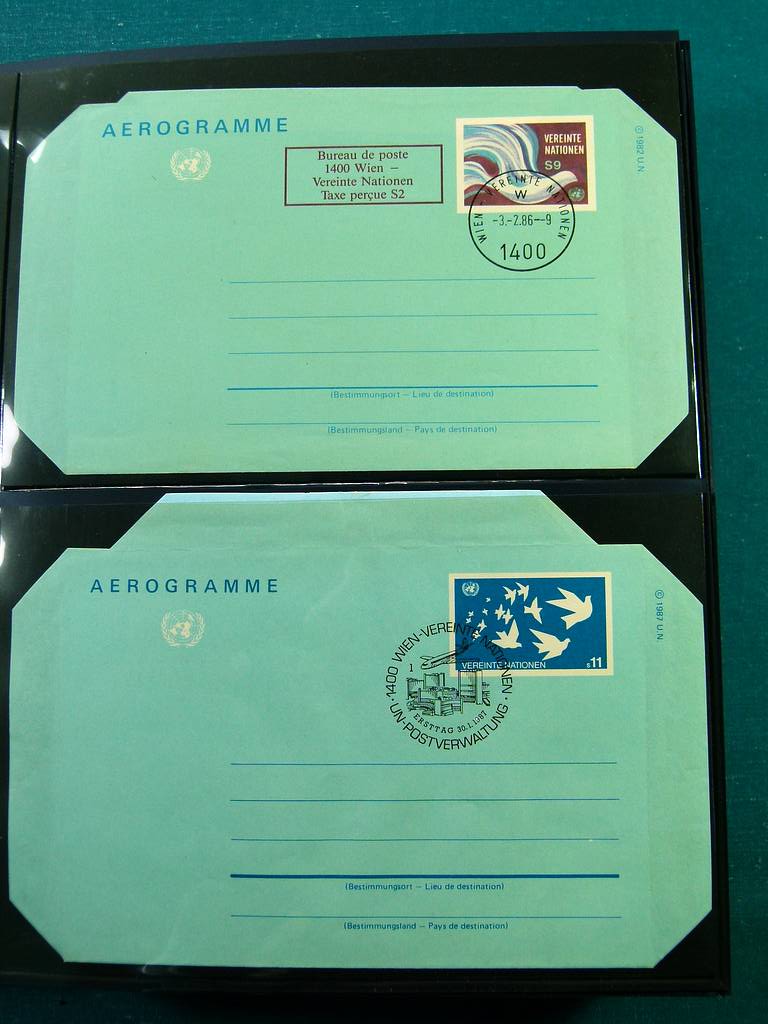 AEROGRAMME
Bureau de poste
1400 Wien –
Vereinte Nationen
Taxe perçue S2
VEREINTE
NATIONEN
S9
© 1982 U.N.
WIEN - VEREINTE NATIONEN
W
-3.-2.86--9
1400
(Bestimmungsort – Lieu de destination)
(Bestimmungsland – Pays de destination)
AEROGRAMME
VEREINTE NATIONEN
s11
© 1987 U.N.
1400 WIEN-VEREINTE NATIONEN
1
ERSTTAG 30.1.1987
UN-POSTVERWALTUNG
(Bestimmungsort – Lieu de destination)
(Bestimmungsland – Pays de destination)